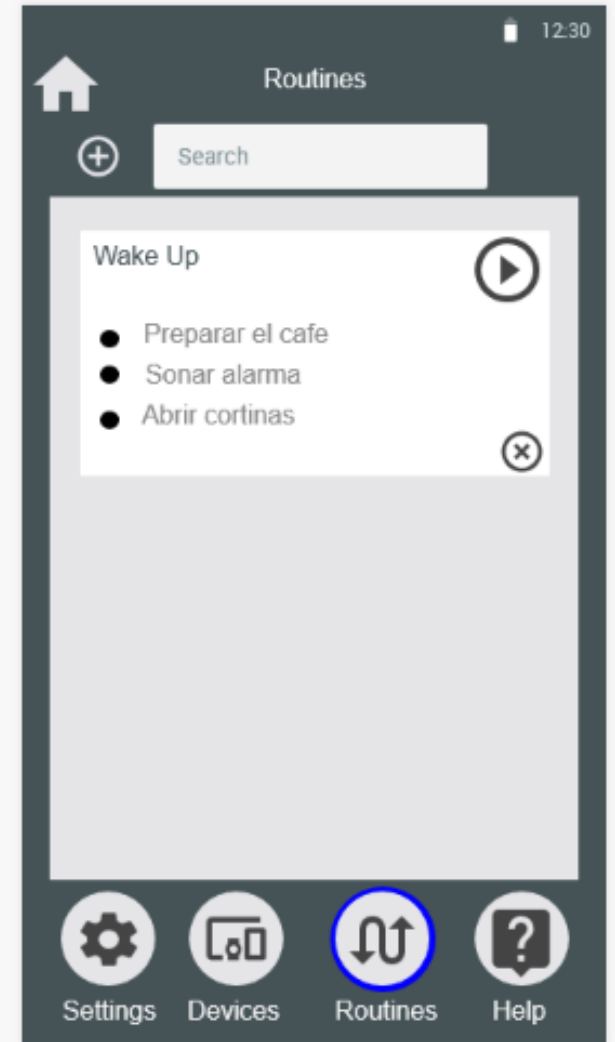 12:30
Routines
Search
Wake Up
Preparar el cafe
Sonar alarma
Abrir cortinas
Settings Devices Routines Help